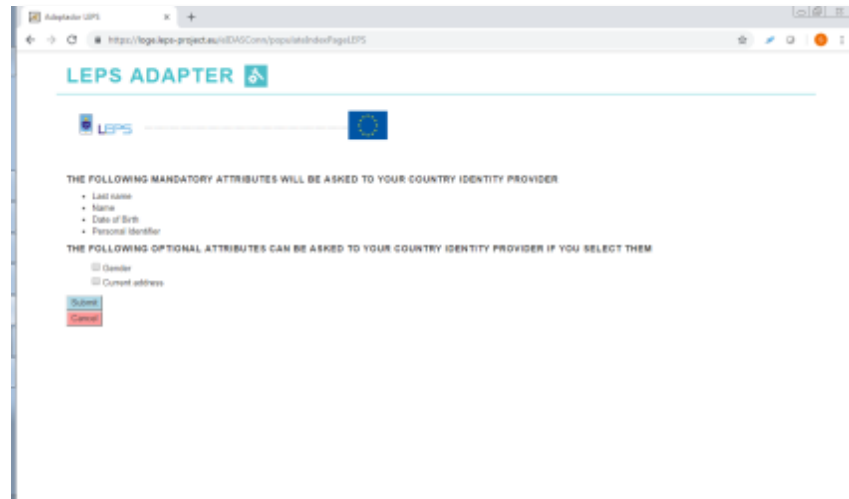 Adaptador LEPS
https://loge.leps-project.eu/eIDASConn/populateIndexPageLEPS
LEPS ADAPTER
LEPS
THE FOLLOWING MANDATORY ATTRIBUTES WILL BE ASKED TO YOUR COUNTRY IDENTITY PROVIDER
Last name
Name
Date of Birth
Personal Identifier
THE FOLLOWING OPTIONAL ATTRIBUTES CAN BE ASKED TO YOUR COUNTRY IDENTITY PROVIDER IF YOU SELECT THEM
Gender
Current address
Submit
Cancel